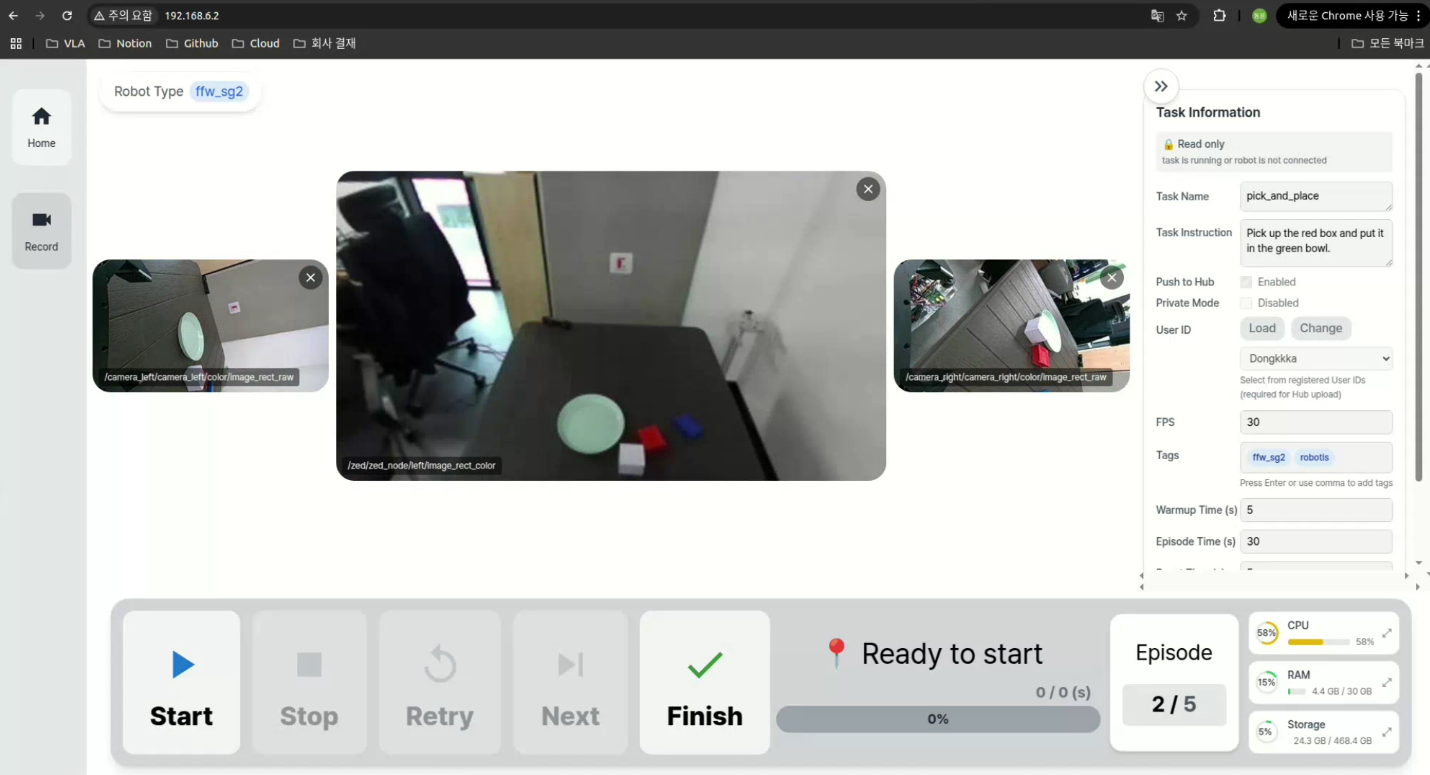 주의 요함
192.168.6.2
새로운 Chrome 사용 가능
VLA
Notion
Github
Cloud
회사 결재
모든 북마크
Home
Record
Robot Type ffw_sg2
/camera_left/camera_left/color/image_rect_raw
/zed/zed_node/left/image_rect_color
/camera_right/camera_right/color/image_rect_raw
Task Information
🔒 Read only
task is running or robot is not connected
Task Name
pick_and_place
Task Instruction
Pick up the red box and put it
in the green bowl.
Push to Hub
Enabled
Private Mode
Disabled
User ID
Load
Change
Dongkkka
Select from registered User IDs
(required for Hub upload)
FPS
30
Tags
ffw_sg2
robotis
Press Enter or use comma to add tags
Warmup Time (s)
5
Episode Time (s)
30
Start
Stop
Retry
Next
Finish
📍 Ready to start
0 / 0 (s)
0%
Episode
2 / 5
58%
CPU
58%
15%
RAM
4.4 GB / 30 GB
5%
Storage
24.3 GB / 468.4 GB